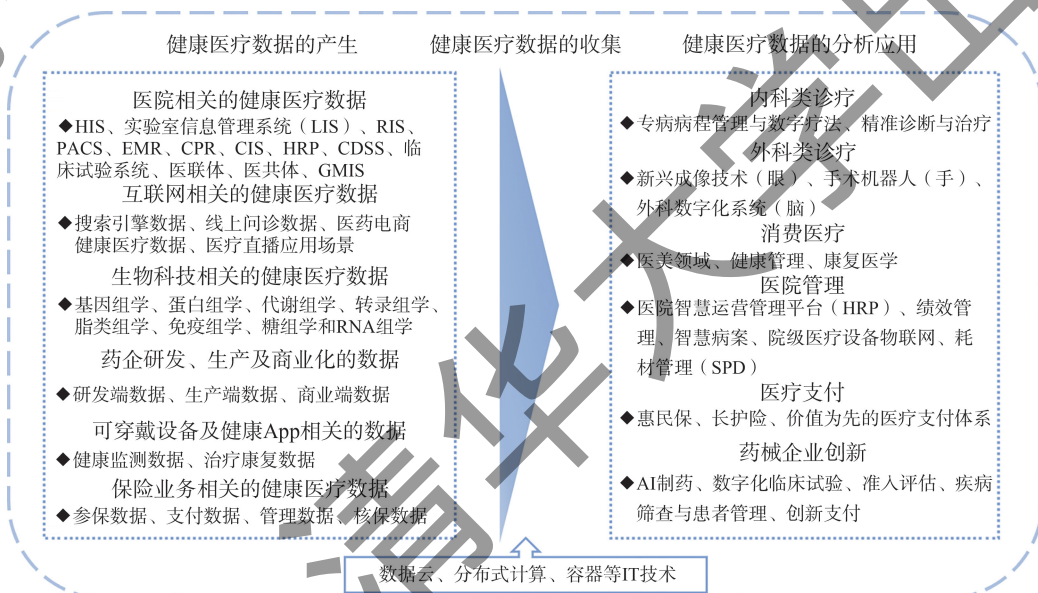 健康医疗数据的产生
健康医疗数据的收集
健康医疗数据的分析应用
医院相关的健康医疗数据
◆HIS、实验室信息管理系统（LIS）、RIS、
PACS、EMR、CPR、CIS、HRP、CDSS、临
床试验系统、医联体、医共体、GMIS
互联网相关的健康医疗数据
◆搜索引擎数据、线上问诊数据、医药电商
健康医疗数据、医疗直播应用场景
生物科技相关的健康医疗数据
◆基因组学、蛋白组学、代谢组学、转录组学、
脂类组学、免疫组学、糖组学和RNA组学
药企研发、生产及商业化的数据
◆研发端数据、生产端数据、商业端数据
可穿戴设备及健康App相关的数据
◆健康监测数据、治疗康复数据
保险业务相关的健康医疗数据
◆参保数据、支付数据、管理数据、核保数据
内科类诊疗
◆专病病程管理与数字疗法、精准诊断与治疗
外科类诊疗
◆新兴成像技术（眼）、手术机器人（手）、
外科数字化系统（脑）
消费医疗
◆医美领域、健康管理、康复医学
医院管理
◆医院智慧运营管理平台（HRP）、绩效管
理、智慧病案、院级医疗设备物联网、耗
材管理（SPD）
医疗支付
◆惠民保、长护险、价值为先的医疗支付体系
药械企业创新
◆AI制药、数字化临床试验、准入评估、疾病
筛查与患者管理、创新支付
数据云、分布式计算、容器等IT技术
清华大学出